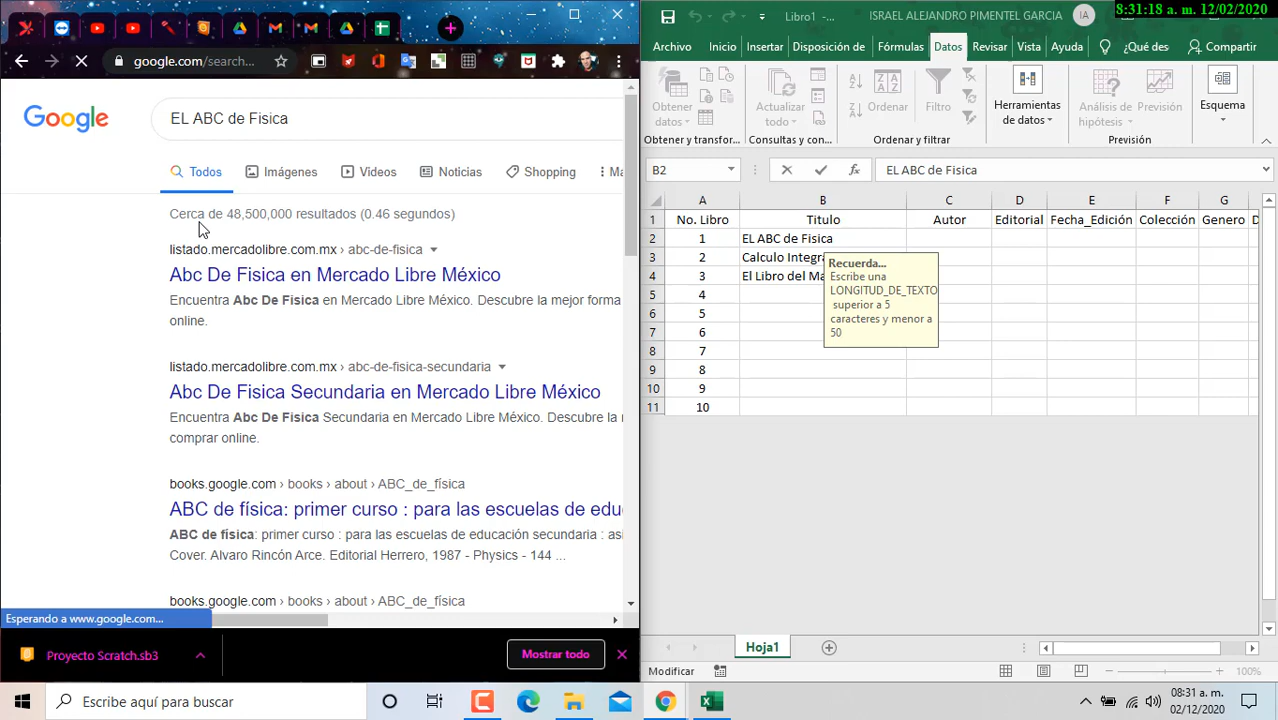 8:31:18 a. m. 12/02/2020
google.com/search...
Google
EL ABC de Fisica
Todos
Imágenes
Videos
Noticias
Shopping
Cerca de 48,500,000 resultados (0.46 segundos)
listado.mercadolibre.com.mx › abc-de-fisica
Abc De Fisica en Mercado Libre México
Encuentra Abc De Fisica en Mercado Libre México. Descubre la mejor forma
online.
listado.mercadolibre.com.mx › abc-de-fisica-secundaria
Abc De Fisica Secundaria en Mercado Libre México
Encuentra Abc De Fisica Secundaria en Mercado Libre México. Descubre la
comprar online.
books.google.com › books › about › ABC_de_física
ABC de física: primer curso : para las escuelas de edu
ABC de física: primer curso : para las escuelas de educación secundaria : as
Cover. Alvaro Rincón Arce. Editorial Herrero, 1987 - Physics - 144 ...
books.google.com › books › about › ABC_de_física
Esperando a www.google.com...
Proyecto Scratch.sb3
Mostrar todo
Libro1 -...
ISRAEL ALEJANDRO PIMENTEL GARCIA
IA
Archivo
Inicio
Insertar
Disposición de
Fórmulas
Datos
Revisar
Vista
Ayuda
¿Qué des
Compartir
Obtener datos
Actualizar todo
Ordenar
Filtro
Herramientas de datos
Análisis de hipótesis
Previsión
Esquema
Obtener y transfor...
Consultas y con...
Ordenar y filtrar
Previsión
B2
fx
EL ABC de Fisica
A B C D E F G
1 No. Libro Titulo Autor Editorial Fecha_Edición Colección Genero D
2 1 EL ABC de Fisica
3 2 Calculo Integra
4 3 El Libro del Ma
5 4
6 5
7 6
8 7
9 8
10 9
11 10
Recuerda...
Escribe una
LONGITUD_DE_TEXTO
superior a 5
caracteres y menor a
50
Hoja1
Modificar
100%
Escribe aquí para buscar
08:31 a. m.
02/12/2020